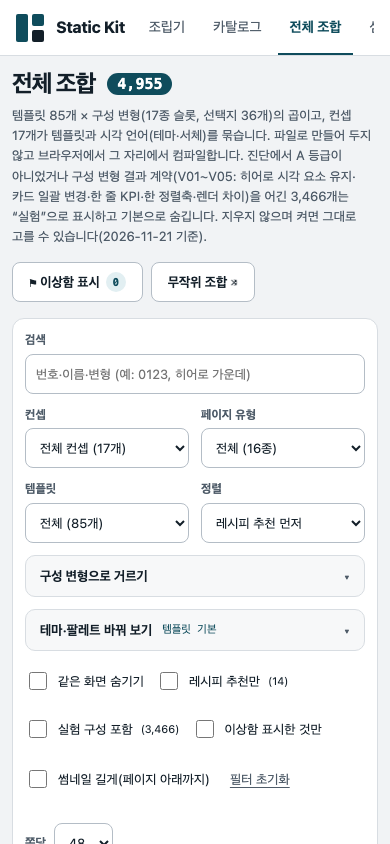 Static Kit 조립기 카탈로그 전체 조합
전체 조합 4,955
템플릿 85개 × 구성 변형(17종 슬롯, 선택지 36개)의 곱이고, 컨셉
17개가 템플릿과 시각 언어(테마·서체)를 묶습니다. 파일로 만들어 두지
않고 브라우저에서 그 자리에서 컴파일합니다. 진단에서 A 등급이
아니었거나 구성 변형 결과 계약(V01~V05: 히어로 시각 요소 유지·
카드 일괄 변경·한 줄 KPI·한 정렬축·렌더 차이)을 어긴 3,466개는
“실험”으로 표시하고 기본으로 숨깁니다. 지우지 않으며 켜면 그대로
고를 수 있습니다(2026-11-21 기준).
⚑ 이상함 표시 0 무작위 조합 🔀
검색
번호·이름·변형 (예: 0123, 히어로 가운데)
컨셉 페이지 유형
전체 컨셉 (17개) 전체 (16종)
템플릿 정렬
전체 (85개) 레시피 추천 먼저
구성 변형으로 거르기 ▾
테마·팔레트 바꿔 보기 템플릿 기본 ▾
같은 화면 숨기기 레시피 추천만 (14)
실험 구성 포함 (3,466) 이상함 표시한 것만
썸네일 길게(페이지 아래까지) 필터 초기화
쪽당 48